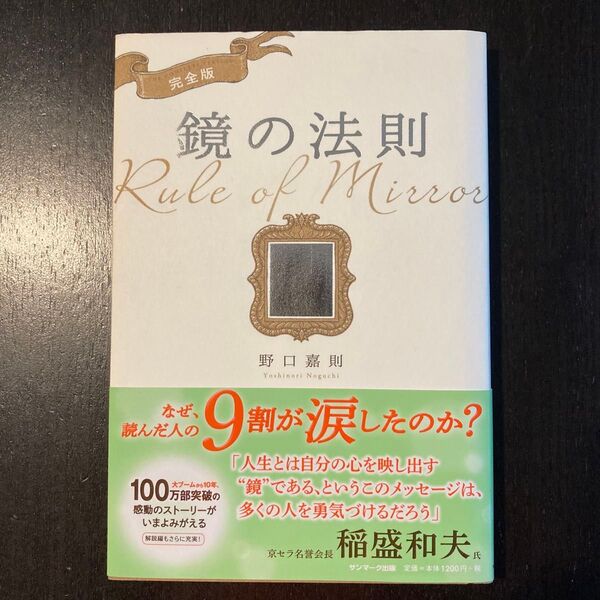 完全版
鏡の法則
Rule of Mirror
野口嘉則
Yoshinori Noguchi
なぜ、
読んだ人の9割が涙したのか?
「人生とは自分の心を映し出す
“鏡”である、というこのメッセージは、
多くの人を勇気づけるだろう」
大ブームから10年、
100万部突破の
感動のストーリーが
いまよみがえる
解説編もさらに充実!
京セラ名誉会長 稲盛和夫氏
サンマーク出版 定価=本体1200円+税